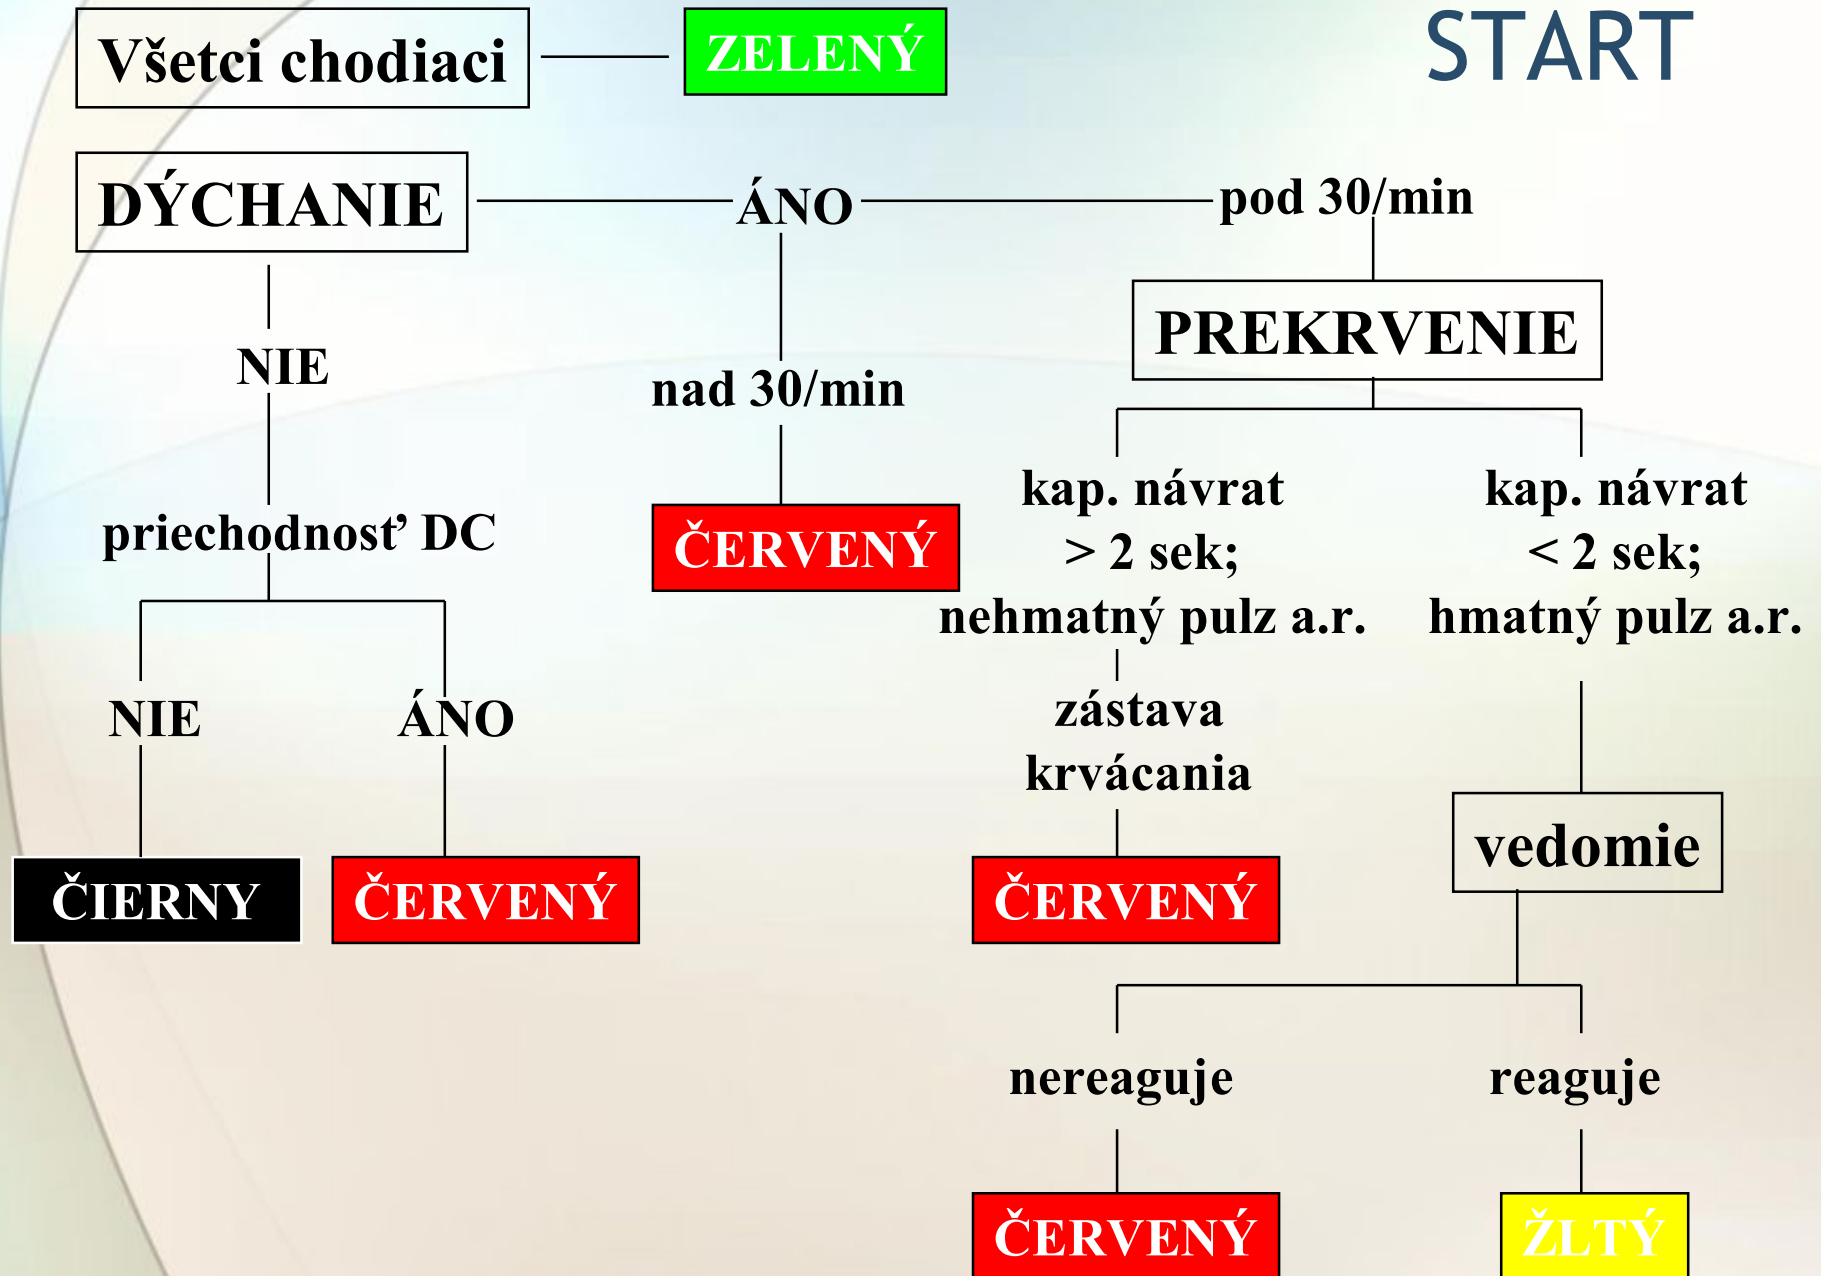 START
Všetci chodiaci
ZELENÝ
DÝCHANIE
ÁNO
pod 30/min
PREKRVENIE
NIE
nad 30/min
kap. návrat
> 2 sek;
nehmatný pulz a.r.
kap. návrat
< 2 sek;
hmatný pulz a.r.
priechodnosť DC
ČERVENÝ
NIE
ÁNO
zástava
krvácania
vedomie
ČIERNY
ČERVENÝ
ČERVENÝ
nereaguje
reaguje
ČERVENÝ
ŽLTÝ